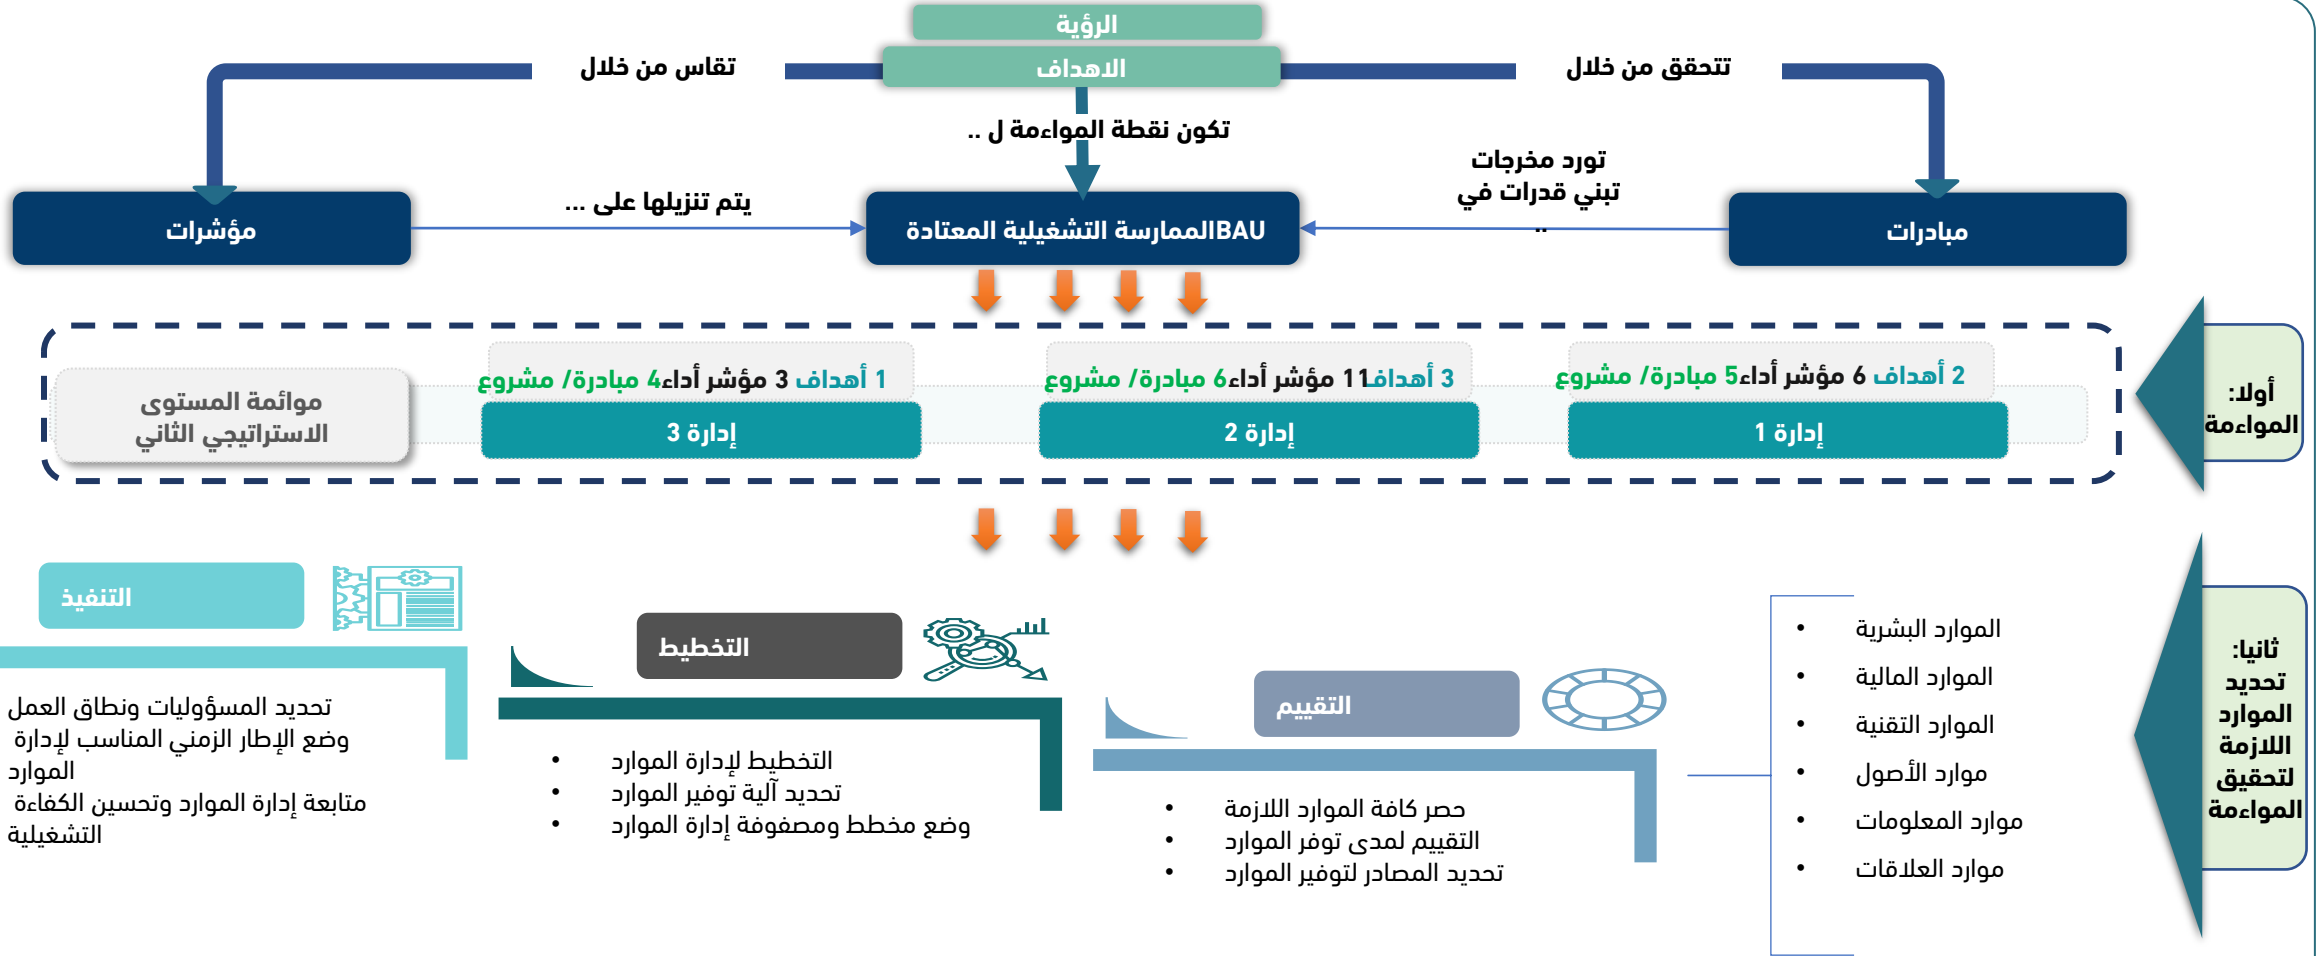 الرؤية
الاهداف
تتحقق من خلال
تقاس من خلال
تكون نقطة المواءمة ل ..
تورد مخرجات
تبني قدرات في
..
يتم تنزيلها على ...
مبادرات
الممارسة التشغيلية المعتادةBAU
مؤشرات
أولا:
المواءمة
2 أهداف 6 مؤشر أداء5 مبادرة/ مشروع
إدارة 1
3 أهداف11 مؤشر أداء6 مبادرة/ مشروع
إدارة 2
1 أهداف 3 مؤشر أداء4 مبادرة/ مشروع
إدارة 3
موائمة المستوى
الاستراتيجي الثاني
ثانيا:
تحديد
الموارد
اللازمة
لتحقيق
المواءمة
• الموارد البشرية
• الموارد المالية
• الموارد التقنية
• موارد الأصول
• موارد المعلومات
• موارد العلاقات
التقييم
• حصر كافة الموارد اللازمة
• التقييم لمدى توفر الموارد
• تحديد المصادر لتوفير الموارد
التخطيط
• التخطيط لإدارة الموارد
• تحديد آلية توفير الموارد
• وضع مخطط ومصفوفة إدارة الموارد
التنفيذ
تحديد المسؤوليات ونطاق العمل
وضع الإطار الزمني المناسب لإدارة
الموارد
متابعة إدارة الموارد وتحسين الكفاءة
التشغيلية